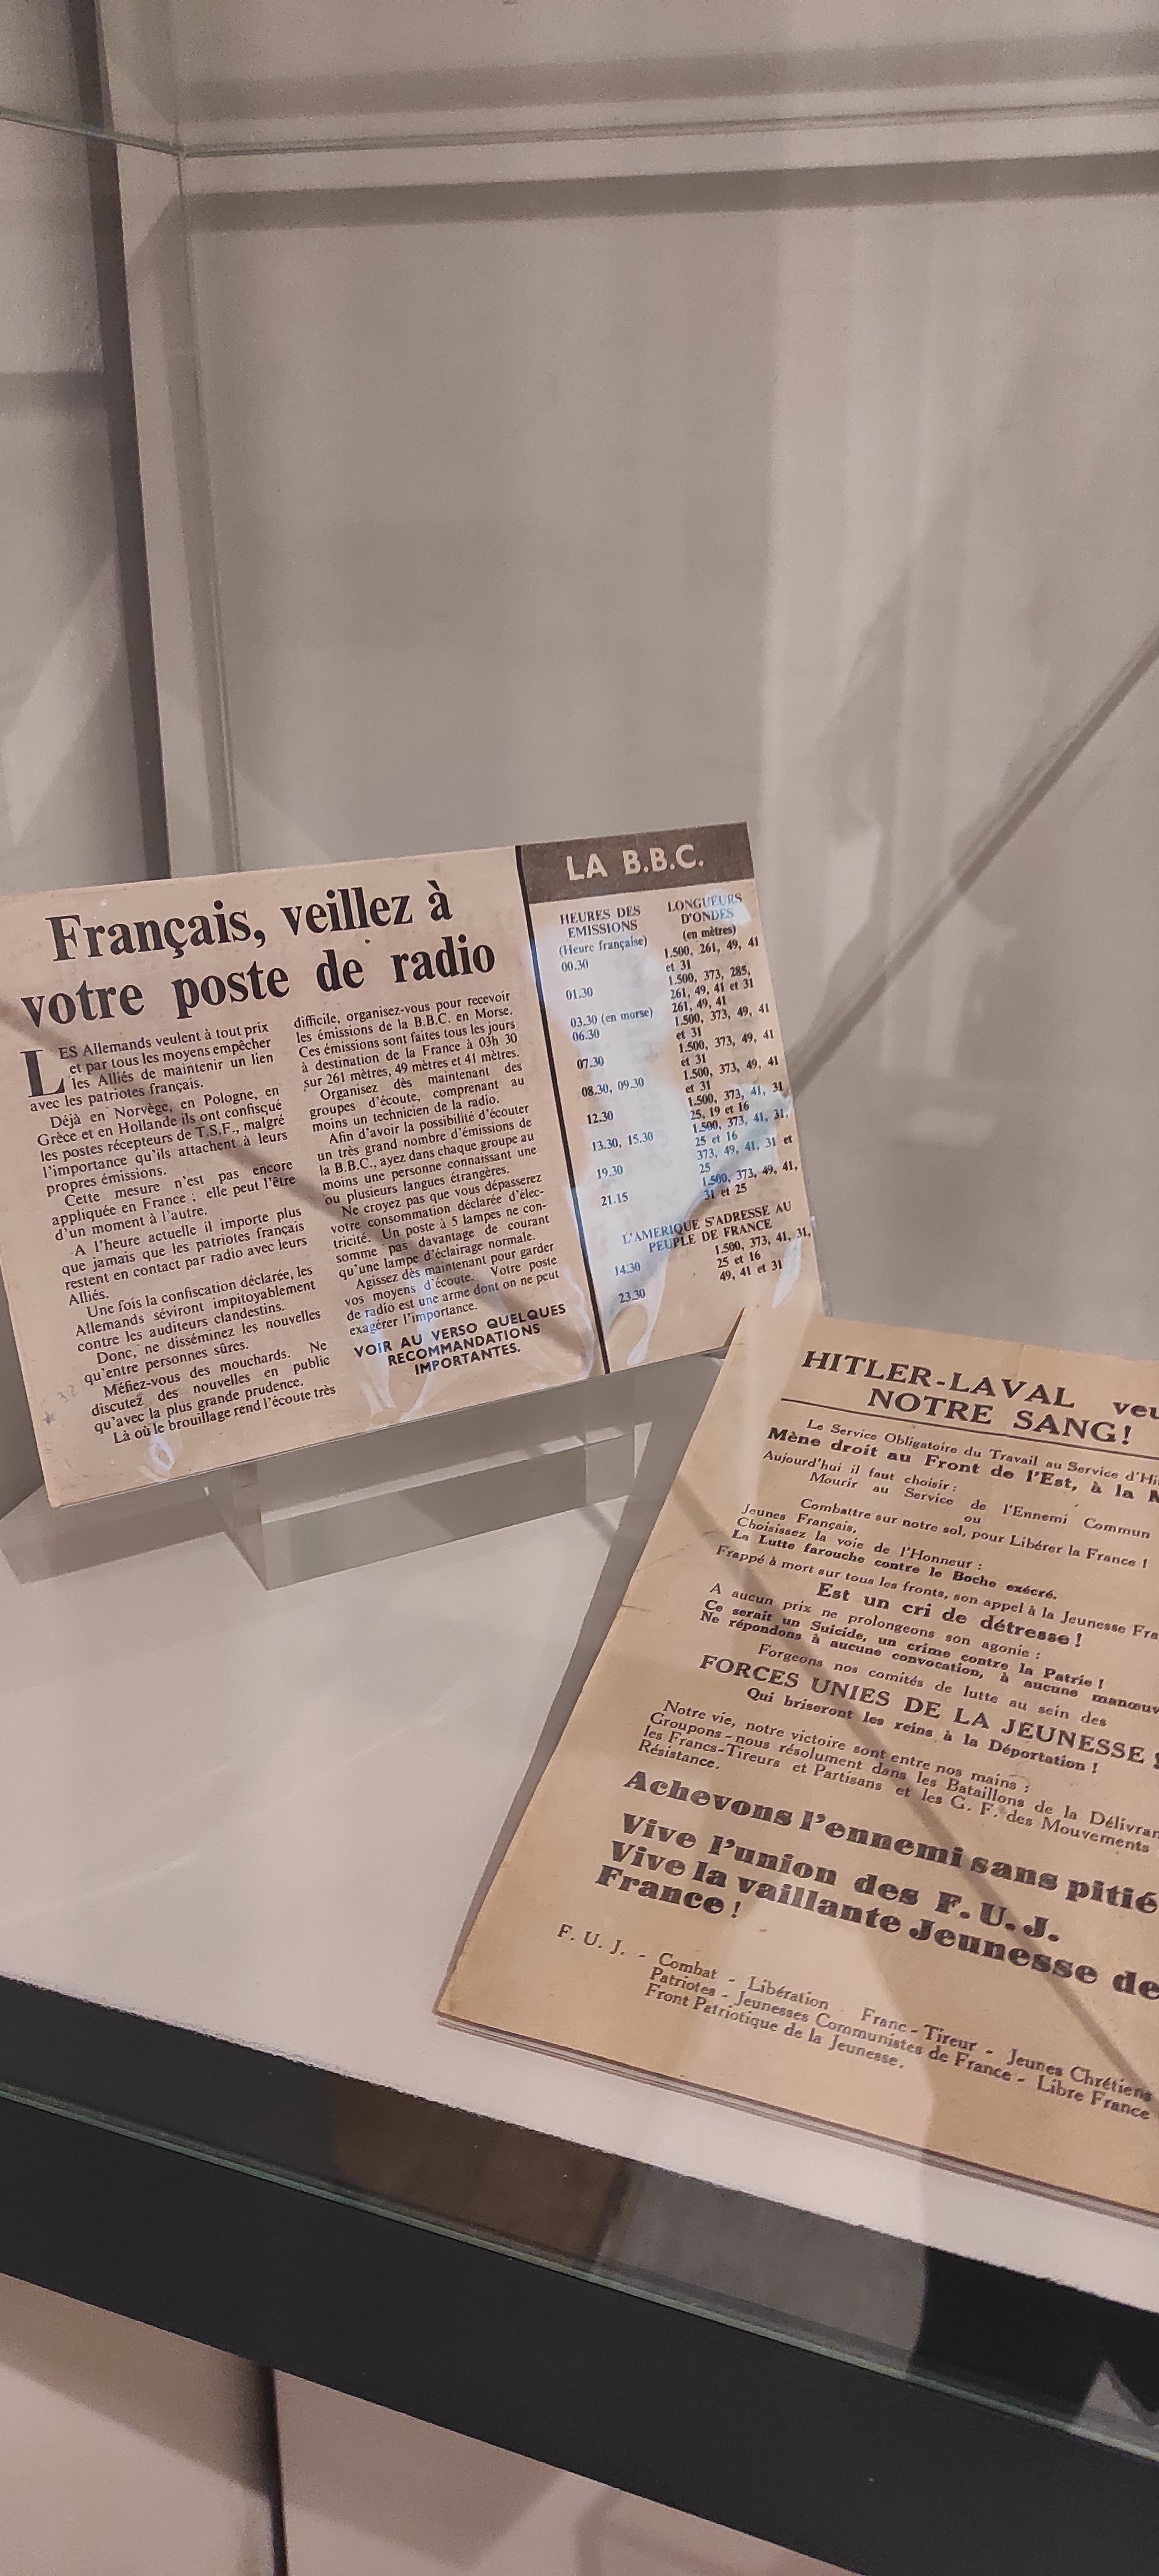 Français, veillez à
votre poste de radio
LES Allemands veulent à tout prix
et par tous les moyens empêcher
les Alliés de maintenir un lien
avec les patriotes français.
Déjà en Norvège, en Pologne, en
Grèce et en Hollande ils ont confisqué
les postes récepteurs de T.S.F., malgré
l'importance qu'ils attachent à leurs
propres émissions.
Cette mesure n'est pas encore
appliquée en France : elle peut l'être
d'un moment à l'autre.
A l'heure actuelle il importe plus
que jamais que les patriotes français
restent en contact par radio avec leurs
Alliés.
Une fois la confiscation déclarée, les
Allemands séviront impitoyablement
contre les auditeurs clandestins.
Donc, ne disséminez les nouvelles
qu'entre personnes sûres.
Méfiez-vous des mouchards. Ne
discutez des nouvelles en public
qu'avec la plus grande prudence.
Là où le brouillage rend l'écoute très
difficile, organisez-vous pour recevoir
les émissions de la B.B.C. en Morse.
Ces émissions sont faites tous les jours
à destination de la France à 03h 30
sur 261 mètres, 49 mètres et 41 mètres.
Organisez dès maintenant des
groupes d'écoute, comprenant au
moins un technicien de la radio.
Afin d'avoir la possibilité d'écouter
un très grand nombre d'émissions de
la B.B.C., ayez dans chaque groupe au
moins une personne connaissant une
ou plusieurs langues étrangères.
Ne croyez pas que vous dépasserez
votre consommation déclarée d'élec-
tricité. Un poste à 5 lampes ne con-
somme pas davantage de courant
qu'une lampe d'éclairage normale.
Agissez dès maintenant pour garder
vos moyens d'écoute. Votre poste
de radio est une arme dont on ne peut
exagérer l'importance.
VOIR AU VERSO QUELQUES
RECOMMANDATIONS
IMPORTANTES.
LA B.B.C.
HEURES DES
EMISSIONS
(Heure française)
LONGUEURS
D'ONDES
(en mètres)
00.30 1.500, 261, 49, 41
et 31
01.30 1.500, 373, 285,
261, 49, 41 et 31
03.30 (en morse) 261, 49, 41
06.30 1.500, 373, 49, 41
et 31
07.30 1.500, 373, 49, 41
et 31
08.30, 09.30 1.500, 373, 49, 41
et 31
12.30 1.500, 373, 41, 31,
25, 19 et 16
13.30, 15.30 1.500, 373, 41, 31,
25 et 16
19.30 373, 49, 41, 31 et
25
21.15 1.500, 373, 49, 41,
31 et 25
L'AMERIQUE S'ADRESSE AU
PEUPLE DE FRANCE
14.30 1.500, 373, 41, 31,
25 et 16
23.30 49, 41 et 31
HITLER-LAVAL veu
NOTRE SANG!
Le Service Obligatoire du Travail au Service d'Hi
Mène droit au Front de l'Est, à la M
Aujourd'hui il faut choisir :
Mourir au Service de l'Ennemi Commun
ou
Combattre sur notre sol, pour Libérer la France !
Jeunes Français,
Choisissez la voie de l'Honneur :
La Lutte farouche contre le Boche exécré.
Frappé à mort sur tous les fronts, son appel à la Jeunesse Fra
Est un cri de détresse !
A aucun prix ne prolongeons son agonie :
Ce serait un Suicide, un crime contre la Patrie !
Ne répondons à aucune convocation, à aucune manœuv
Forgeons nos comités de lutte au sein des
FORCES UNIES DE LA JEUNESSE !
Qui briseront les reins à la Déportation !
Notre vie, notre victoire sont entre nos mains :
Groupons-nous résolument dans les Bataillons de la Délivran
les Francs-Tireurs et Partisans et les G. F. des Mouvements
Résistance.
Achevons l'ennemi sans pitié
Vive l'union des F. U. J.
Vive la vaillante Jeunesse de
France !
F. U. J. - Combat - Libération . Franc-Tireur - Jeunes Chrétiens
Patriotes - Jeunesses Communistes de France - Libre France
Front Patriotique de la Jeunesse.